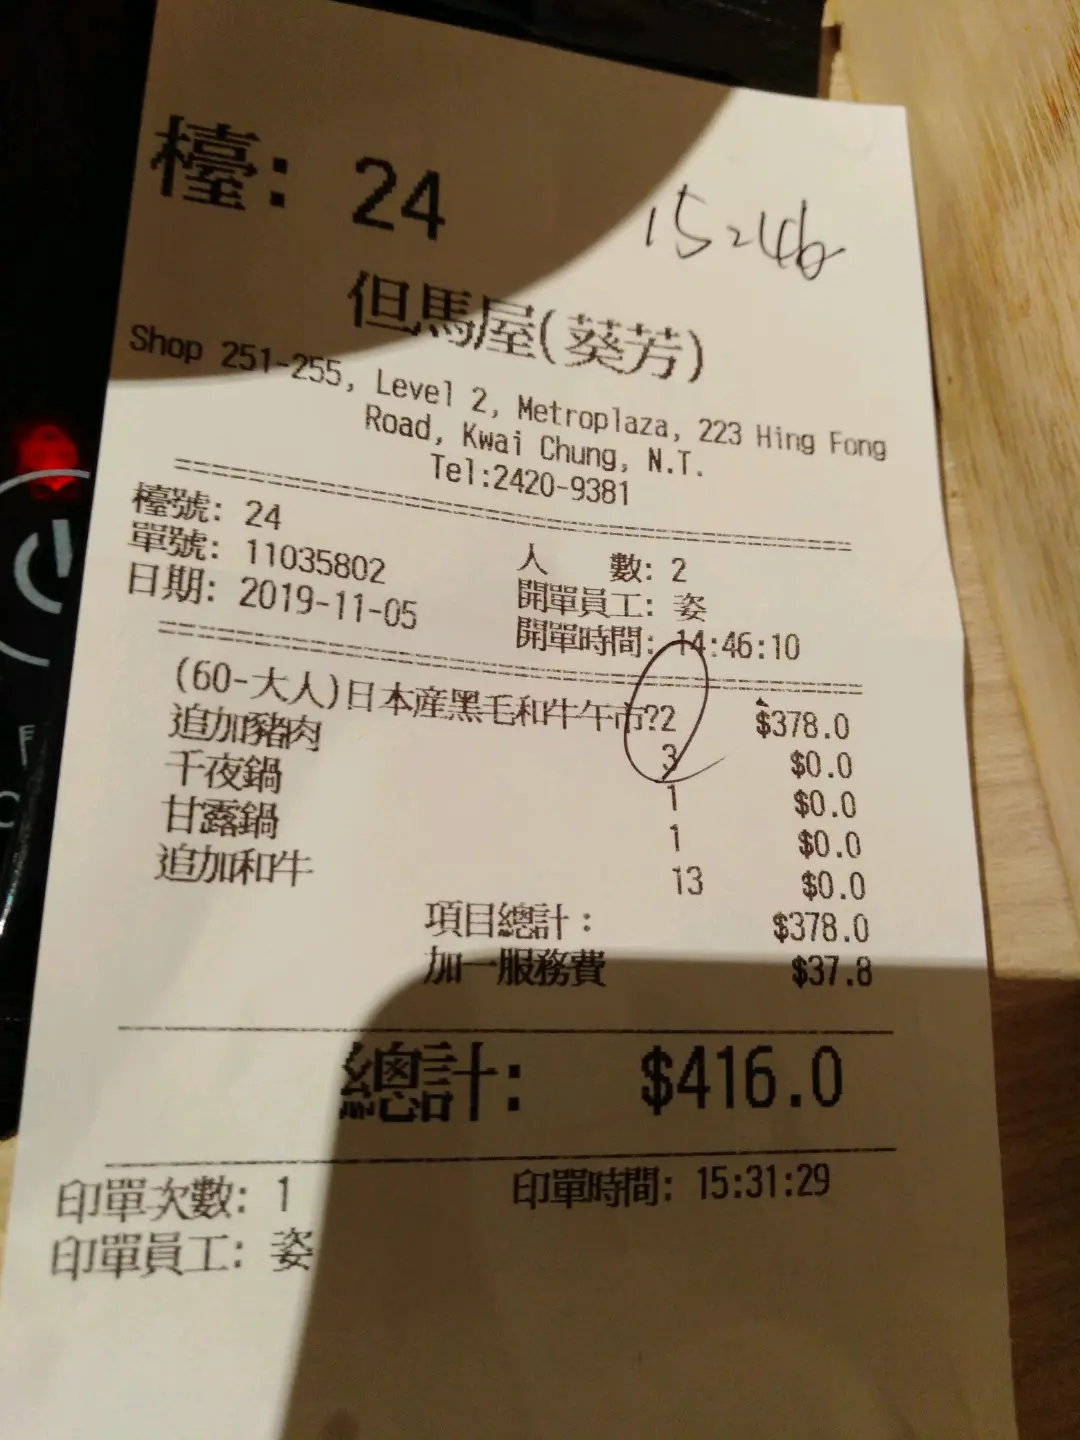 檯: 24
15:46
但馬屋(葵芳)
Shop 251-255, Level 2, Metroplaza, 223 Hing Fong
Road, Kwai Chung, N.T.
Tel:2420-9381
檯號: 24
單號: 11035802 人 數: 2
日期: 2019-11-05 開單員工: 姿
開單時間: 14:46:10
(60-大人)日本産黑毛和牛午市?2 $378.0
追加豬肉 3 $0.0
千夜鍋 1 $0.0
甘露鍋 1 $0.0
追加和牛 13 $0.0
項目總計: $378.0
加一服務費 $37.8
總計: $416.0
印單次數: 1 印單時間: 15:31:29
印單員工: 姿